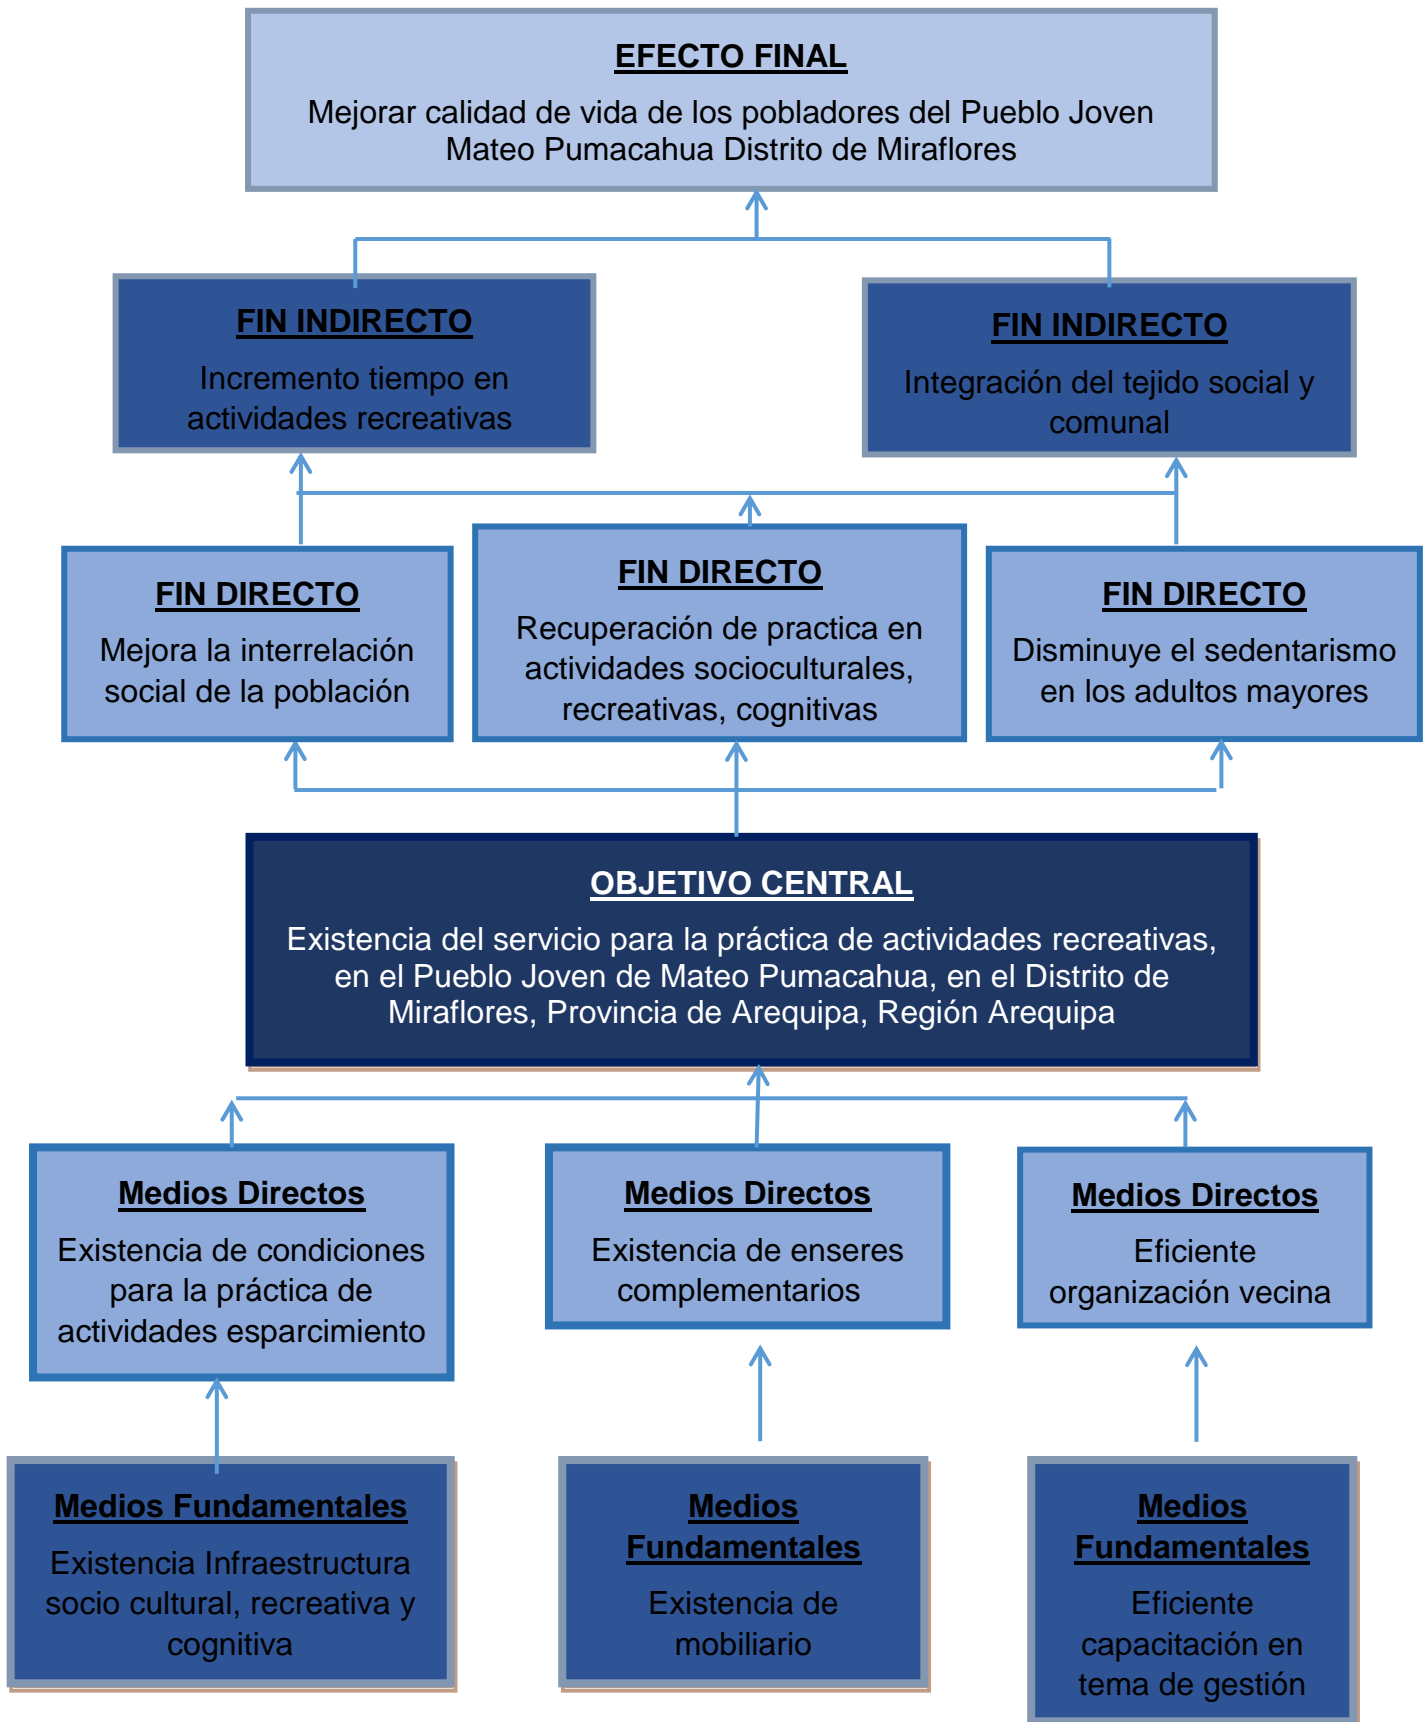 EFECTO FINAL
Mejorar calidad de vida de los pobladores del Pueblo Joven
Mateo Pumacahua Distrito de Miraflores
FIN INDIRECTO
Incremento tiempo en
actividades recreativas
FIN INDIRECTO
Integración del tejido social y
comunal
FIN DIRECTO
Mejora la interrelación
social de la población
FIN DIRECTO
Recuperación de practica en
actividades socioculturales,
recreativas, cognitivas
FIN DIRECTO
Disminuye el sedentarismo
en los adultos mayores
OBJETIVO CENTRAL
Existencia del servicio para la práctica de actividades recreativas,
en el Pueblo Joven de Mateo Pumacahua, en el Distrito de
Miraflores, Provincia de Arequipa, Región Arequipa
Medios Directos
Existencia de condiciones
para la práctica de
actividades esparcimiento
Medios Directos
Existencia de enseres
complementarios
Medios Directos
Eficiente
organización vecina
Medios Fundamentales
Existencia Infraestructura
socio cultural, recreativa y
cognitiva
Medios
Fundamentales
Existencia de
mobiliario
Medios
Fundamentales
Eficiente
capacitación en
tema de gestión